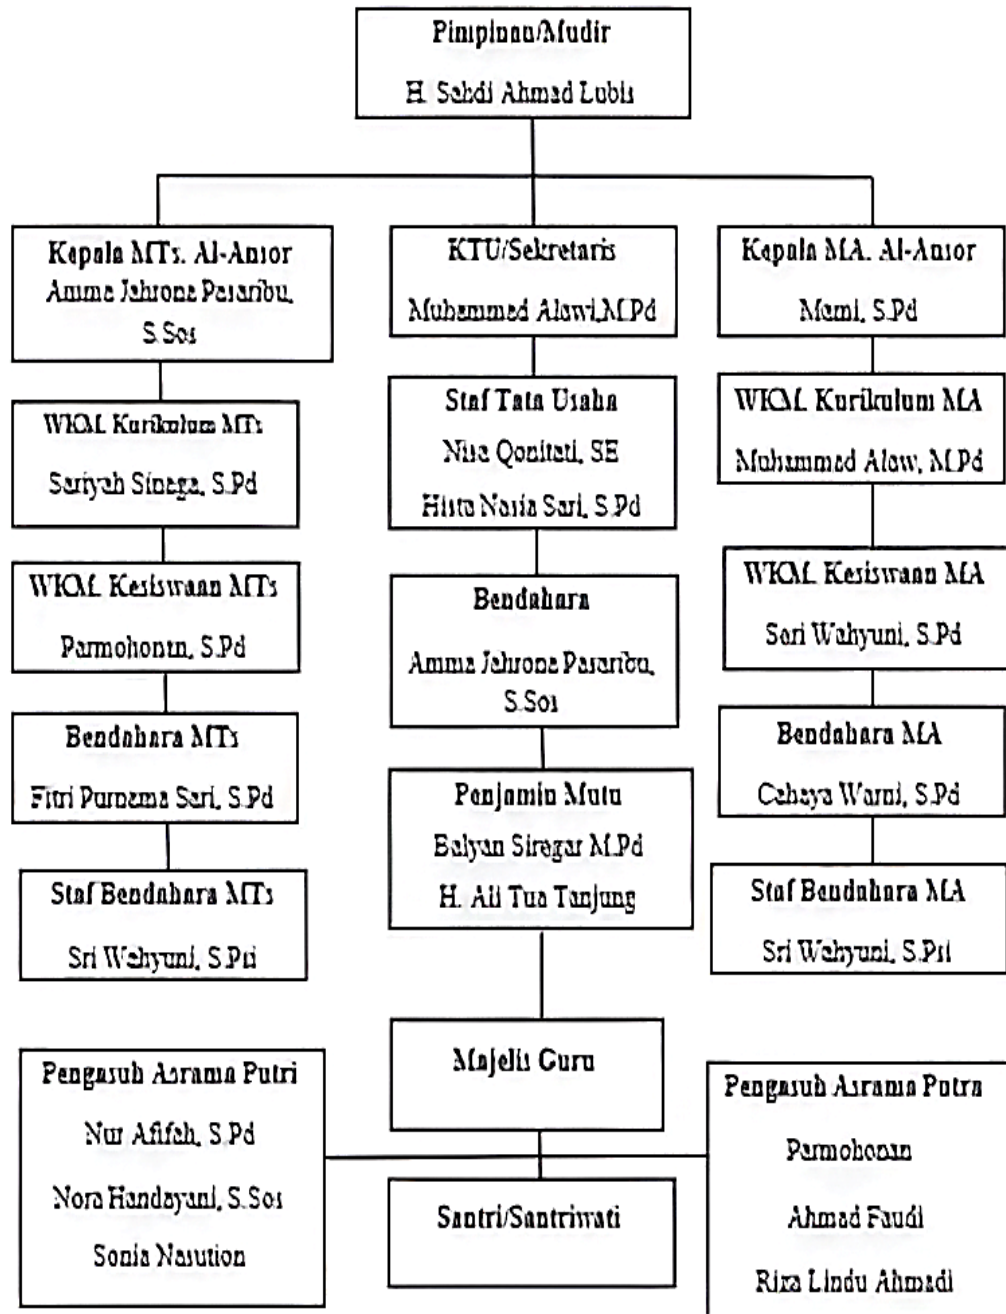 Pimpinan/Mudir
H. Sahdi Ahmad Lubis
Kepala MTs. Al-Ansor
Amma Jahrona Pasaribu,
S.Sos
KTU/Sekretaris
Muhammad Alawi,M.Pd
Kepala MA. Al-Ansor
Marni, S.Pd
WKM. Kurikulum MTs
Sariyah Sinaga, S.Pd
Staf Tata Usaha
Nisa Qonitati, SE
Hista Nasia Sari, S.Pd
WKM. Kurikulum MA
Muhammad Alaw, M.Pd
WKM. Kesiswaan MTs
Parmohonan, S.Pd
Bendahara
Amma Jahrona Pasaribu,
S.Sos
WKM. Kesiswaan MA
Sari Wahyuni, S.Pd
Bendahara MTs
Fitri Purnama Sari, S.Pd
Penjamin Mutu
Balyan Siregar M.Pd
H. Ali Tua Tanjung
Bendahara MA
Cahaya Warni, S.Pd
Staf Bendahara MTs
Sri Wahyuni, S.Psi
Staf Bendahara MA
Sri Wahyuni, S.Psi
Majelis Guru
Pengasuh Asrama Putri
Nur Afifah, S.Pd
Nora Handayani, S.Sos
Sonia Nasution
Pengasuh Asrama Putra
Parmohonan
Ahmad Faudi
Riza Lindu Ahmadi
Santri/Santriwati